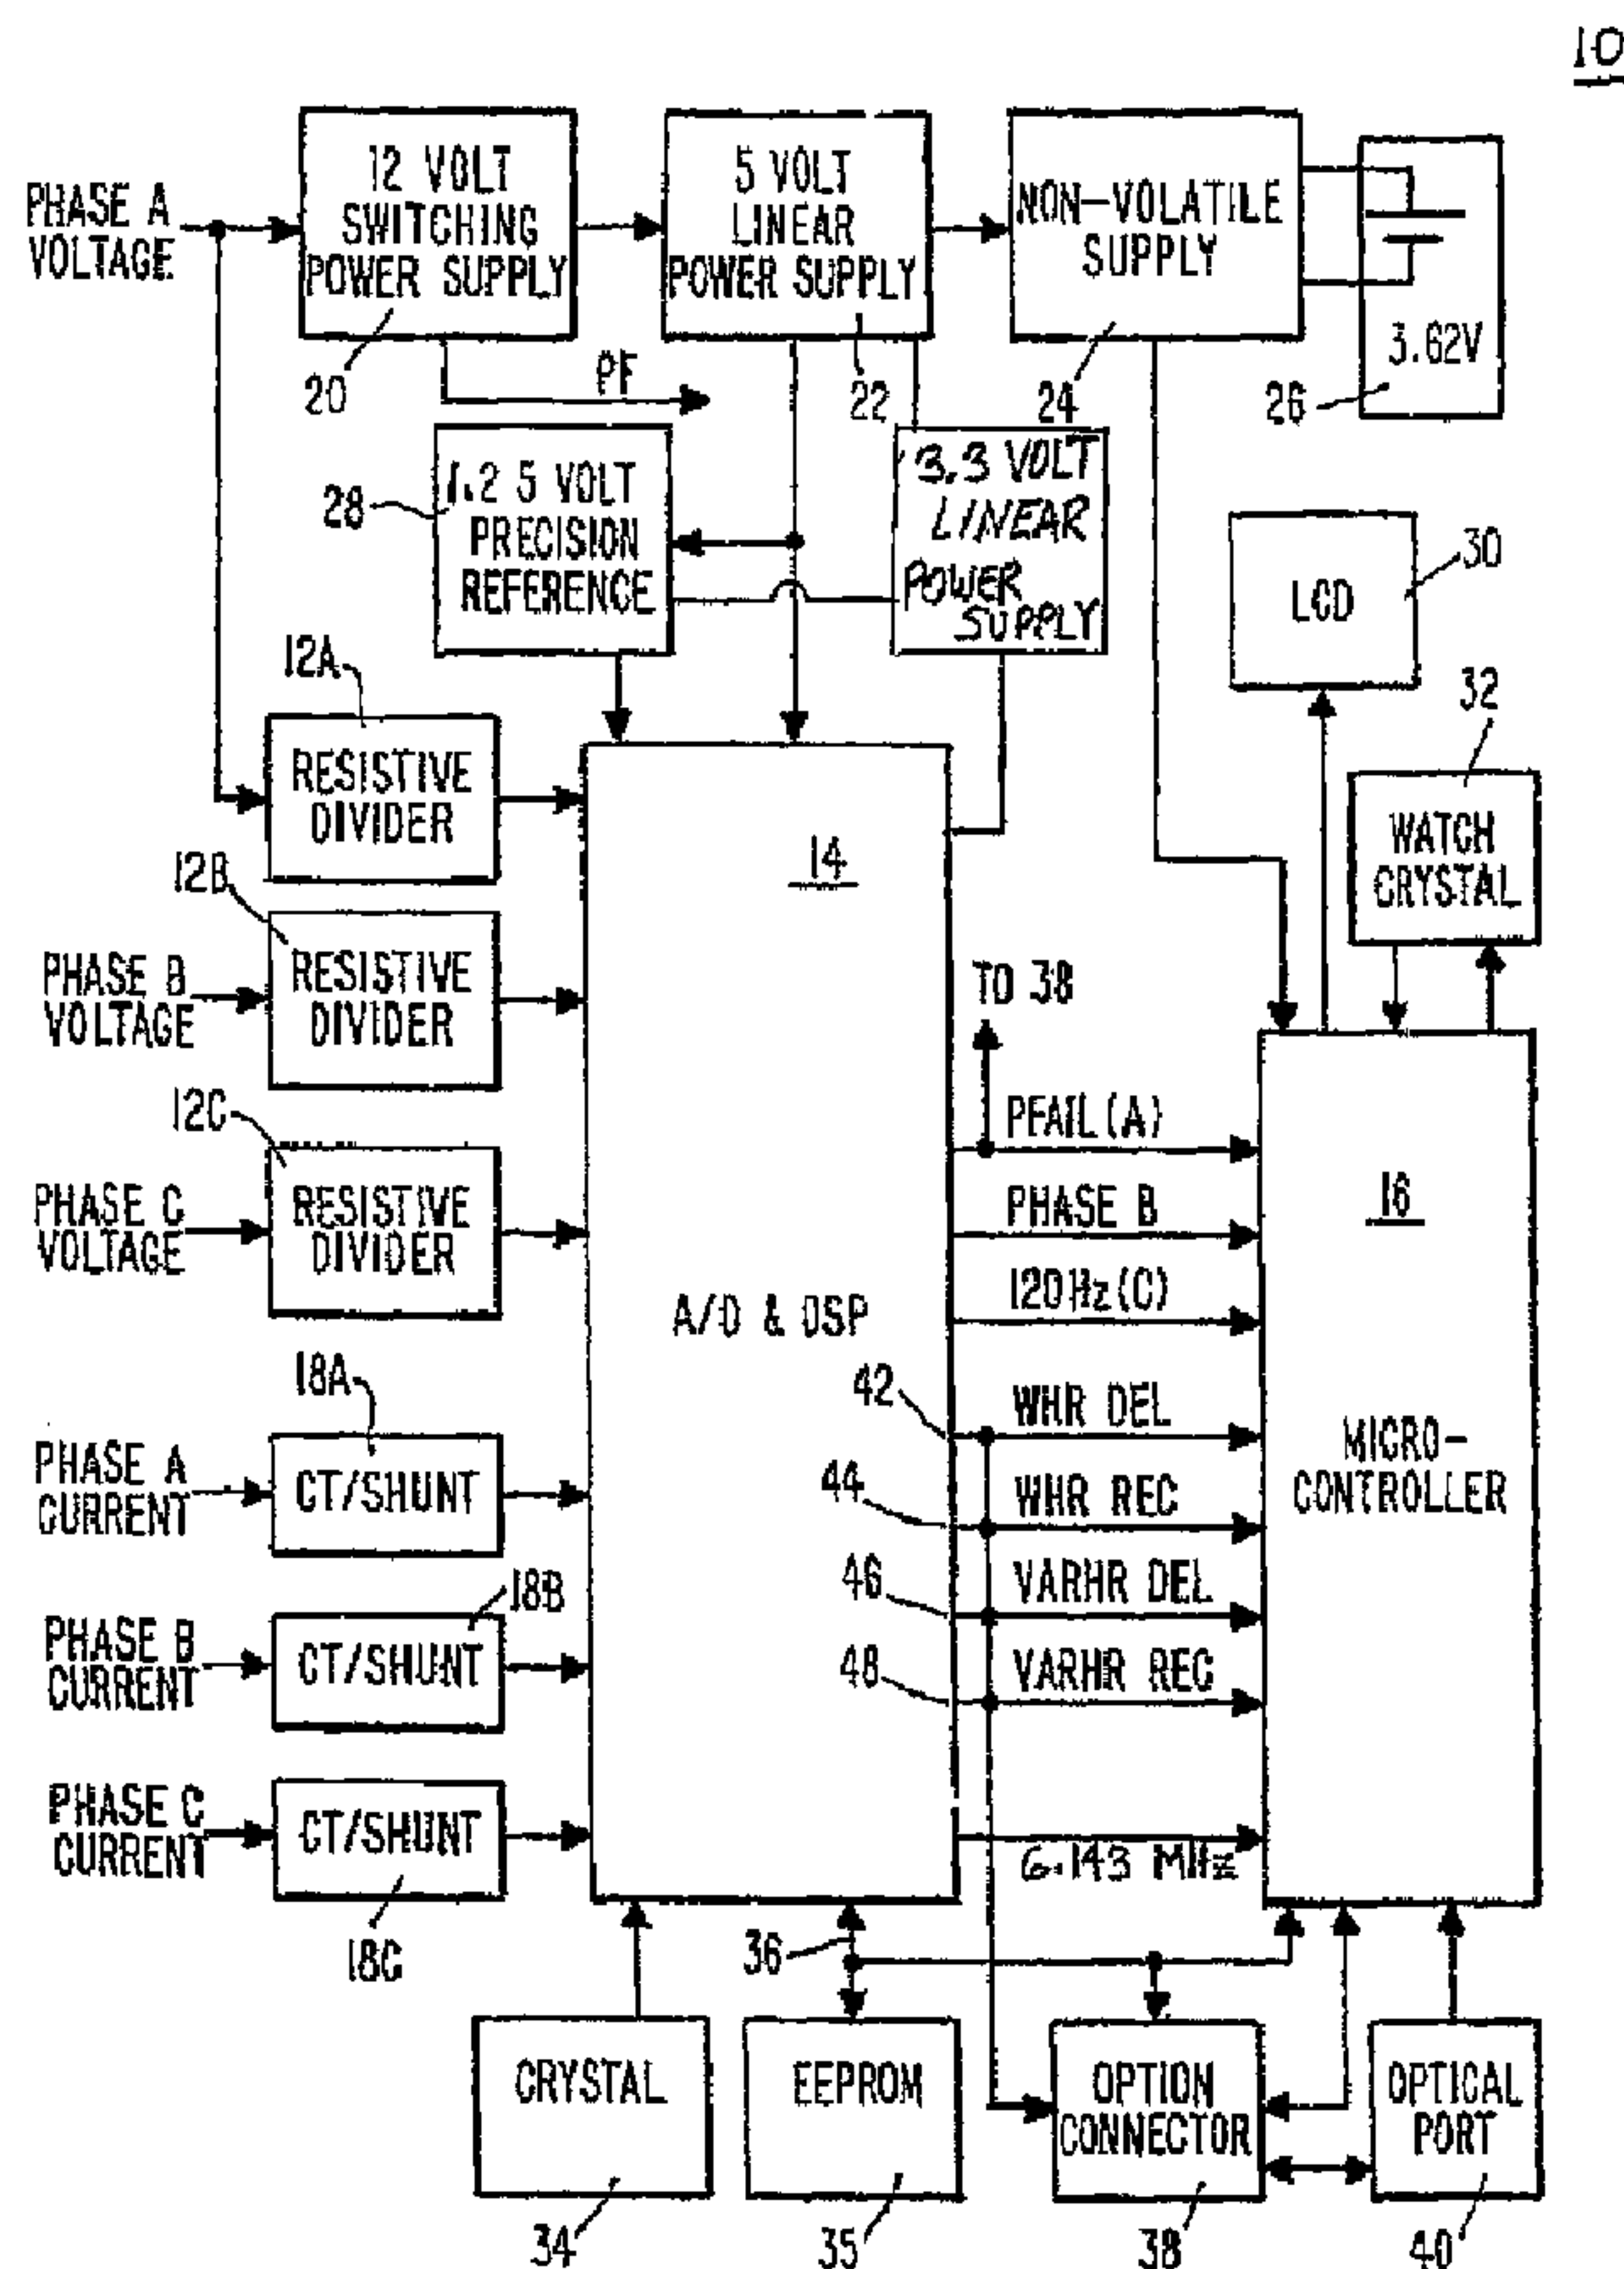 10
PHASE A
VOLTAGE
12 VOLT
SWITCHING
POWER SUPPLY
20
5 VOLT
LINEAR
POWER SUPPLY
22
NON-VOLATILE
SUPPLY
24
3.62V
26
PF
28
1.25 VOLT
PRECISION
REFERENCE
3.3 VOLT
LINEAR
POWER
SUPPLY
LCD
30
32
WATCH
CRYSTAL
12A
RESISTIVE
DIVIDER
12B
PHASE B
VOLTAGE
RESISTIVE
DIVIDER
12C
PHASE C
VOLTAGE
RESISTIVE
DIVIDER
14
A/D & DSP
TO 38
PFAIL(A)
PHASE B
120Hz(C)
42
WHR DEL
44
WHR REC
46
VARHR DEL
48
VARHR REC
6.143 MHz
16
MICRO-
CONTROLLER
18A
PHASE A
CURRENT
CT/SHUNT
18B
PHASE B
CURRENT
CT/SHUNT
PHASE C
CURRENT
CT/SHUNT
18C
36
CRYSTAL
34
EEPROM
35
OPTION
CONNECTOR
38
OPTICAL
PORT
40